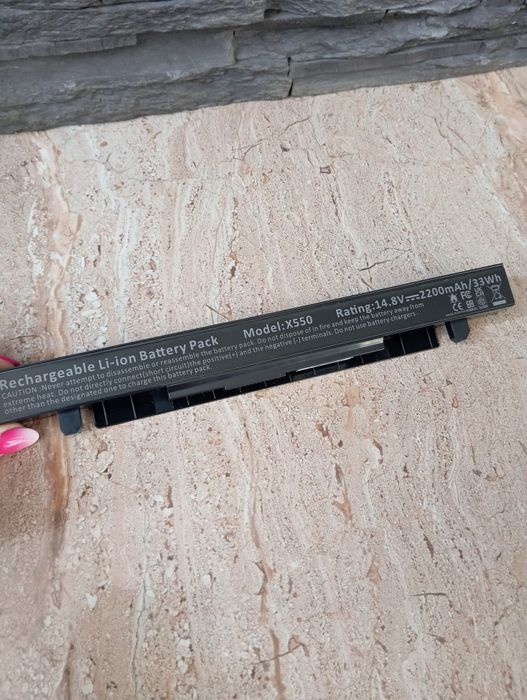 Rechargeable Li-ion Battery Pack Model:X550 Rating:14.8V⎓2200mAh/33Wh
CAUTION:Never attempt to disassemble or reassemble the battery pack. Do not dispose of in fire and keep the battery away from
extreme heat. Do not directly connect(short circuit)the positive(+) and the negative (-) terminals. Do not use battery chargers
other than the designated one to charge this battery pack.
CE FC